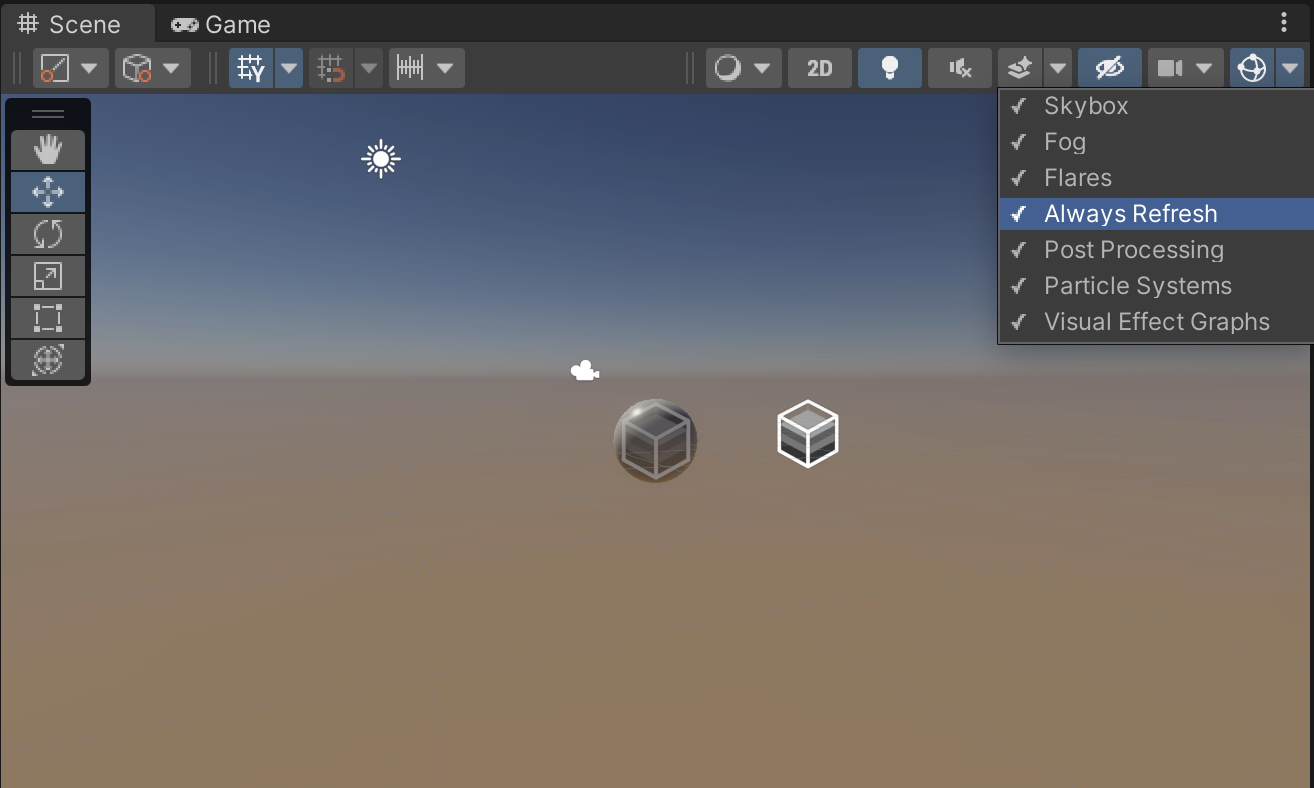 Scene
Game
2D
Skybox
Fog
Flares
Always Refresh
Post Processing
Particle Systems
Visual Effect Graphs